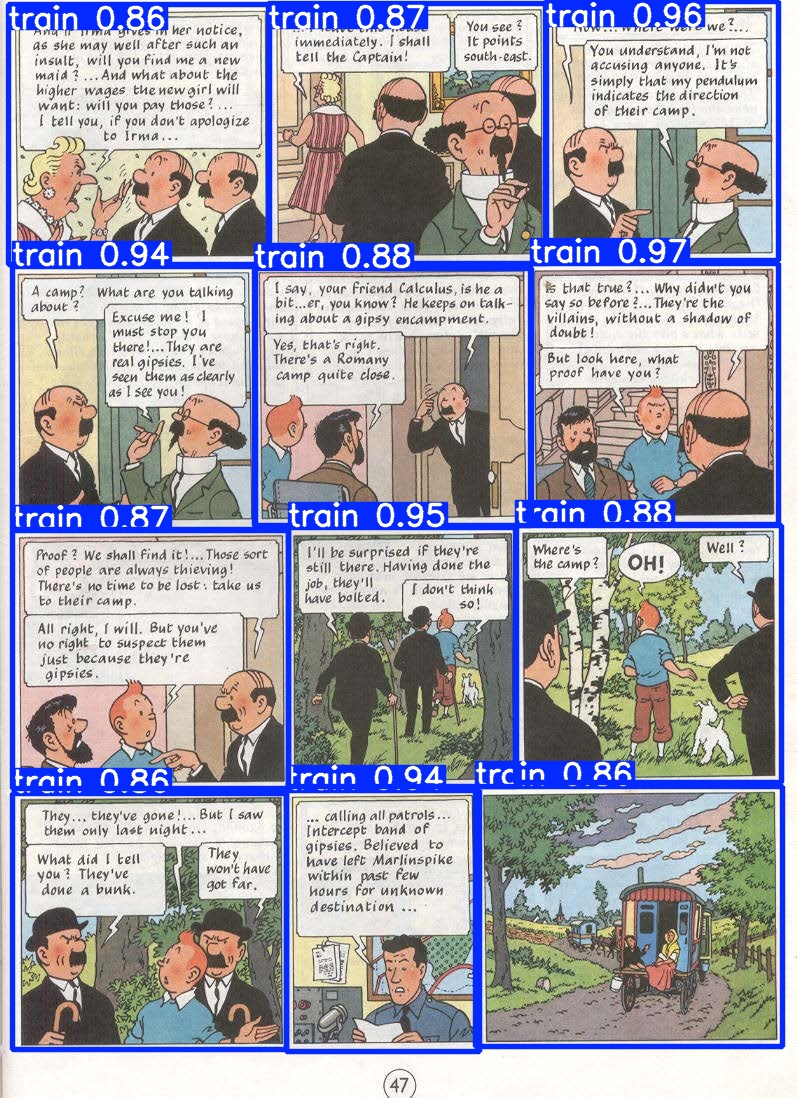 train 0.86
And if Irma gives in her notice,
as she may well after such an
insult, will you find me a new
maid?...And what about the
higher wages the new girl will
want: will you pay those?...
I tell you, if you don't apologize
to Irma...
train 0.87
immediately. I shall
tell the Captain!
You see?
It points
south-east.
train 0.96
Now...where were we?...
You understand, I'm not
accusing anyone. It's
simply that my pendulum
indicates the direction
of their camp.
train 0.94
A camp? What are you talking
about?
Excuse me! I
must stop you
there!...They are
real gipsies. I've
seen them as clearly
as I see you!
train 0.88
I say, your friend Calculus, is he a
bit...er, you know? He keeps on talk-
ing about a gipsy encampment.
Yes, that's right.
There's a Romany
camp quite close.
train 0.97
Is that true?... Why didn't you
say so before?...They're the
villains, without a shadow of
doubt!
But look here, what
proof have you?
train 0.87
Proof? We shall find it!...Those sort
of people are always thieving!
There's no time to be lost: take us
to their camp.
All right, I will. But you've
no right to suspect them
just because they're
gipsies.
train 0.95
I'll be surprised if they're
still there. Having done the
job, they'll
have bolted.
I don't think
so!
train 0.88
Where's
the camp?
OH!
Well?
train 0.86
They... they've gone!...But I saw
them only last night...
What did I tell
you? They've
done a bunk.
They
won't have
got far.
train 0.94
... calling all patrols...
Intercept band of
gipsies. Believed to
have left Marlinspike
within past few
hours for unknown
destination ...
train 0.86
47